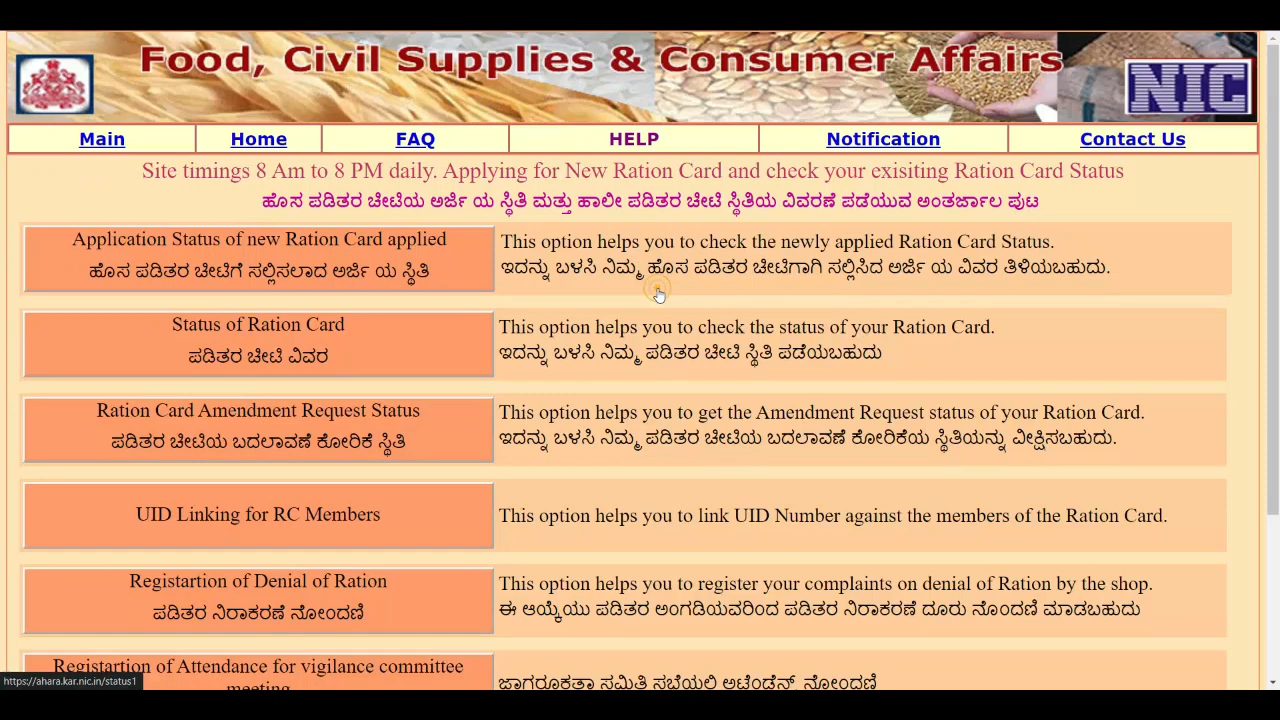 Food, Civil Supplies & Consumer Affairs
NIC
Main Home FAQ HELP Notification Contact Us
Site timings 8 Am to 8 PM daily. Applying for New Ration Card and check your exisiting Ration Card Status
ಹೊಸ ಪಡಿತರ ಚೀಟಿಯ ಅರ್ಜಿ ಯ ಸ್ಥಿತಿ ಮತ್ತು ಹಾಲೀ ಪಡಿತರ ಚೀಟಿ ಸ್ಥಿತಿಯ ವಿವರಣೆ ಪಡೆಯುವ ಅಂತರ್ಜಾಲ ಪುಟ
Application Status of new Ration Card applied
ಹೊಸ ಪಡಿತರ ಚೀಟಿಗೆ ಸಲ್ಲಿಸಲಾದ ಅರ್ಜಿ ಯ ಸ್ಥಿತಿ
This option helps you to check the newly applied Ration Card Status.
ಇದನ್ನು ಬಳಸಿ ನಿಮ್ಮ ಹೊಸ ಪಡಿತರ ಚೀಟಿಗಾಗಿ ಸಲ್ಲಿಸಿದ ಅರ್ಜಿ ಯ ವಿವರ ತಿಳಿಯಬಹುದು.
Status of Ration Card
ಪಡಿತರ ಚೀಟಿ ವಿವರ
This option helps you to check the status of your Ration Card.
ಇದನ್ನು ಬಳಸಿ ನಿಮ್ಮ ಪಡಿತರ ಚೀಟಿ ಸ್ಥಿತಿ ಪಡೆಯಬಹುದು
Ration Card Amendment Request Status
ಪಡಿತರ ಚೀಟಿಯ ಬದಲಾವಣೆ ಕೋರಿಕೆ ಸ್ಥಿತಿ
This option helps you to get the Amendment Request status of your Ration Card.
ಇದನ್ನು ಬಳಸಿ ನಿಮ್ಮ ಪಡಿತರ ಚೀಟಿಯ ಬದಲಾವಣೆ ಕೋರಿಕೆಯ ಸ್ಥಿತಿಯನ್ನು ವೀಕ್ಷಿಸಬಹುದು.
UID Linking for RC Members
This option helps you to link UID Number against the members of the Ration Card.
Registartion of Denial of Ration
ಪಡಿತರ ನಿರಾಕರಣೆ ನೋಂದಣಿ
This option helps you to register your complaints on denial of Ration by the shop.
ಈ ಆಯ್ಕೆಯು ಪಡಿತರ ಅಂಗಡಿಯವರಿಂದ ಪಡಿತರ ನಿರಾಕರಣೆ ದೂರು ನೊಂದಣಿ ಮಾಡಬಹುದು
Registartion of Attendance for vigilance committee
meeting
ಜಾಗರೂಕತಾ ಸಮಿತಿ ಸಭೆಯಲ್ಲಿ ಅಟೆಂಡೆನ್ಸ್ ನೋಂದಣಿ
https://ahara.kar.nic.in/status1